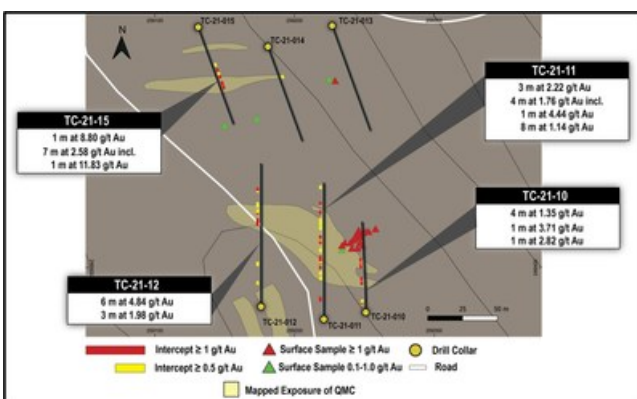 TC-21-015
TC-21-013
TC-21-014
N
TC-21-11
3 m at 2.22 g/t Au
4 m at 1.76 g/t Au incl.
1 m at 4.44 g/t Au
8 m at 1.14 g/t Au
TC-21-15
1 m at 8.80 g/t Au
7 m at 2.58 g/t Au incl.
1 m at 11.83 g/t Au
TC-21-10
4 m at 1.35 g/t Au
1 m at 3.71 g/t Au
1 m at 2.82 g/t Au
TC-21-12
6 m at 4.84 g/t Au
3 m at 1.98 g/t Au
0 25 50 m
TC-21-012
TC-21-011
TC-21-010
Intercept ≥ 1 g/t Au
Surface Sample ≥ 1 g/t Au
Drill Collar
Intercept ≥ 0.5 g/t Au
Surface Sample 0.1-1.0 g/t Au
Road
Mapped Exposure of QMC